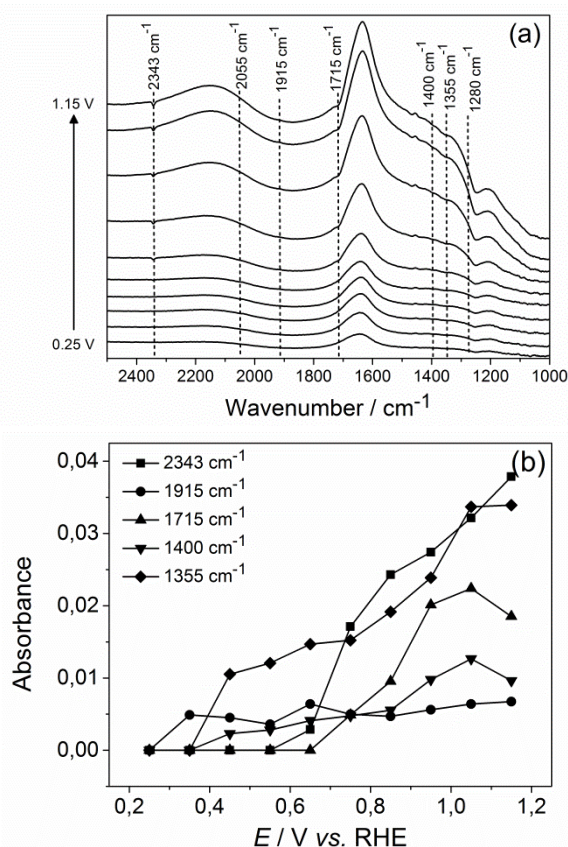 (a)
2343 cm-1
2055 cm-1
1915 cm-1
1715 cm-1
1400 cm-1
1355 cm-1
1280 cm-1
1.15 V
0.25 V
2400 2200 2000 1800 1600 1400 1200 1000
Wavenumber / cm-1
(b)
2343 cm-1
1915 cm-1
1715 cm-1
1400 cm-1
1355 cm-1
0,04
0,03
0,02
0,01
0,00
Absorbance
0,2 0,4 0,6 0,8 1,0 1,2
E / V vs. RHE